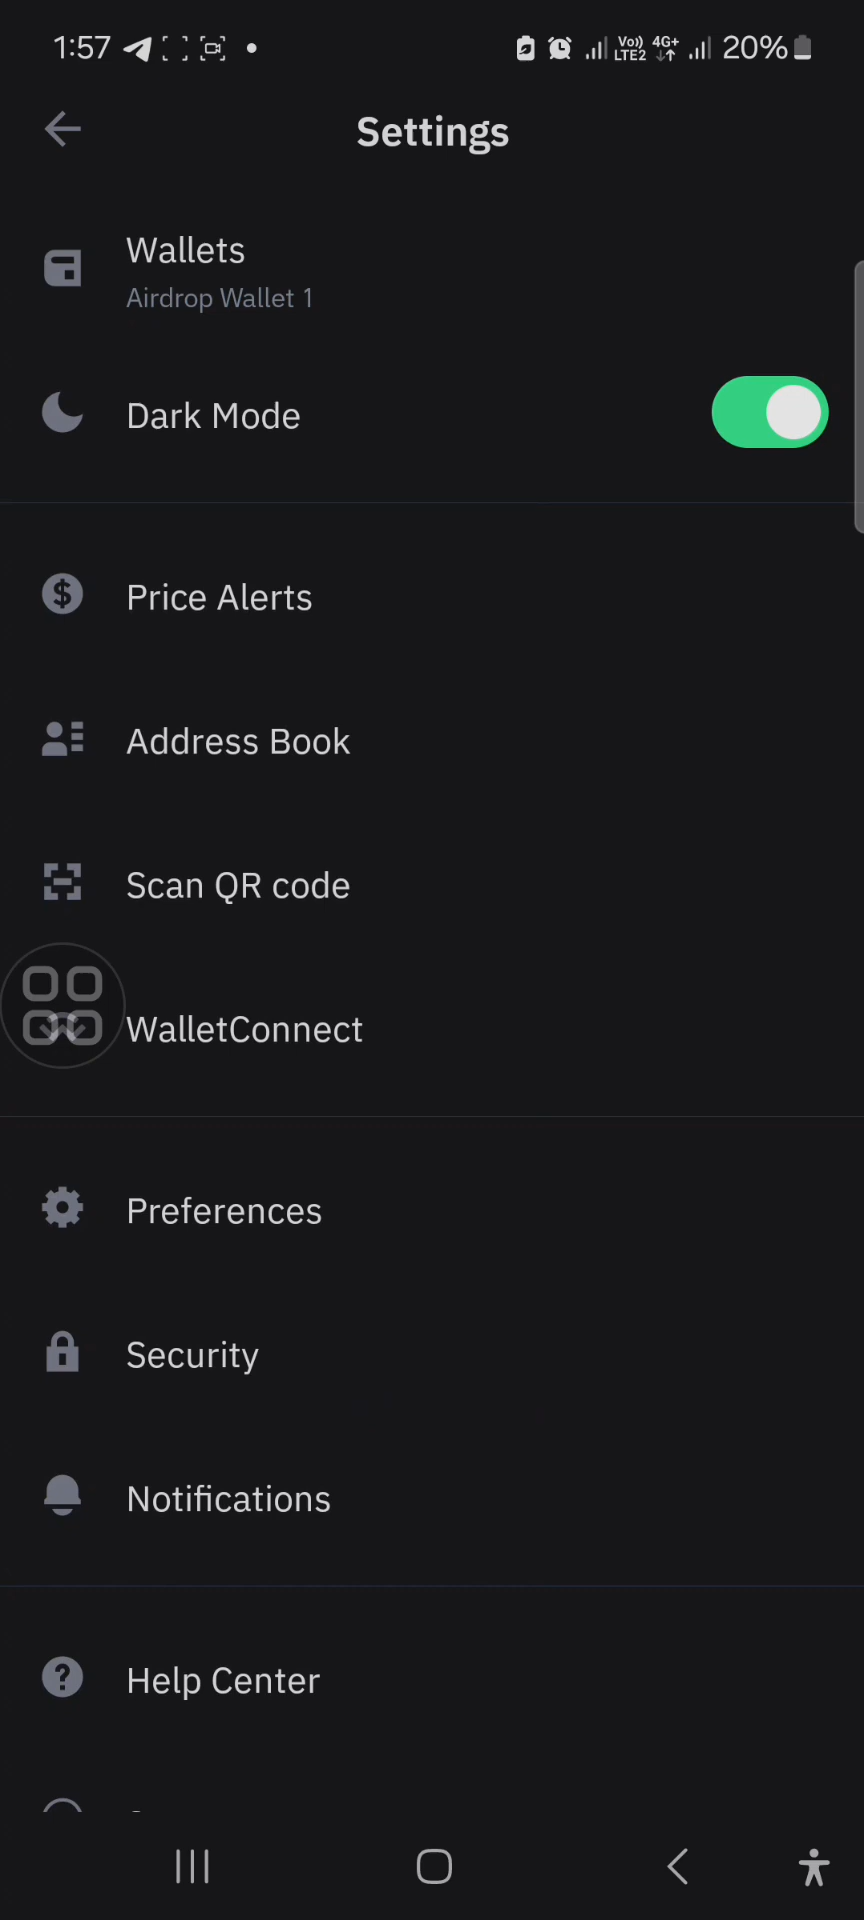 1:57
Vo)) 4G+ 20%
LTE2
Settings
Wallets
Airdrop Wallet 1
Dark Mode
Price Alerts
Address Book
Scan QR code
WalletConnect
Preferences
Security
Notifications
Help Center